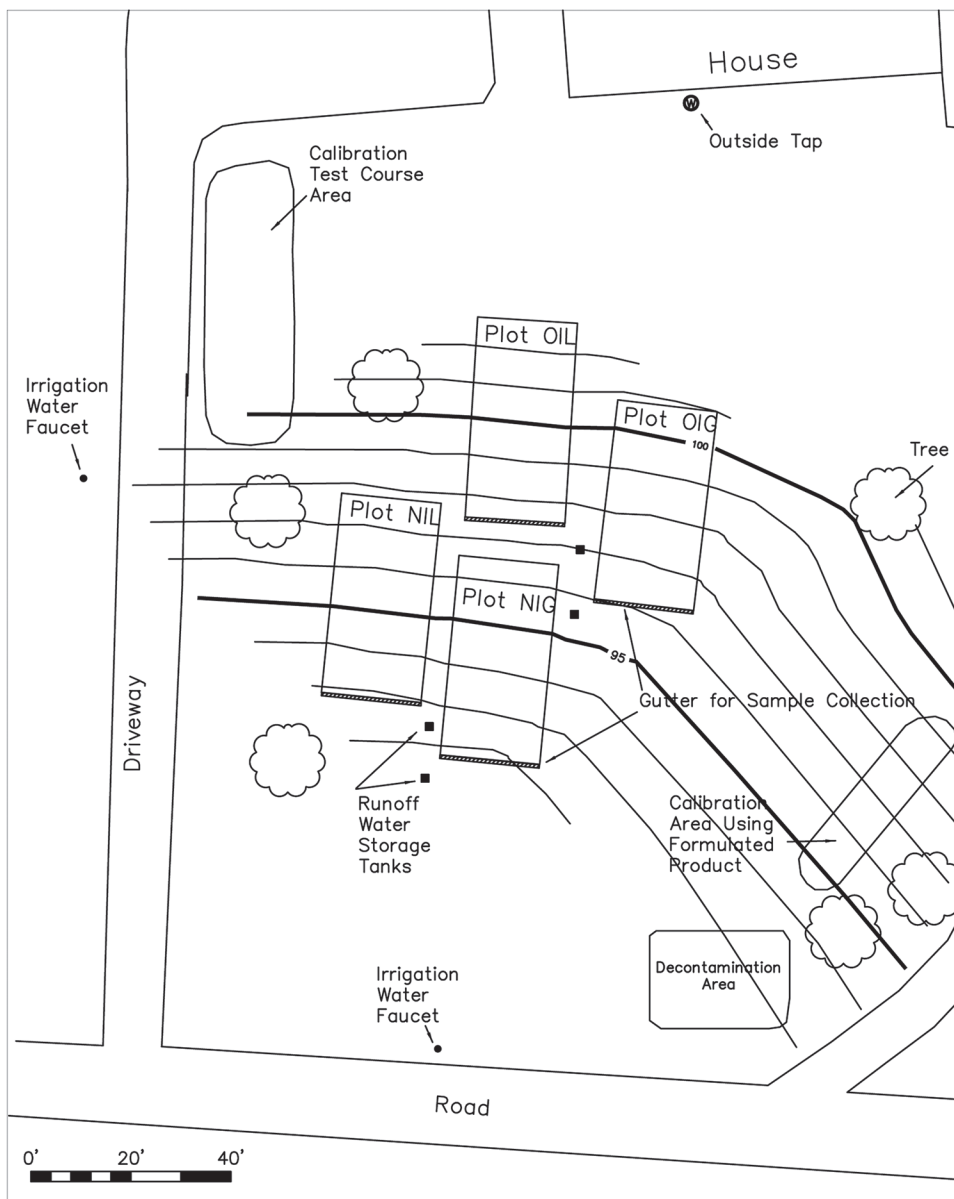 House
W
Outside Tap
Calibration
Test Course
Area
Plot OIL
Irrigation
Water
Faucet
Plot OIG
100
Tree
Plot NIL
Plot NIG
95
Gutter for Sample Collection
Driveway
Runoff
Water
Storage
Tanks
Calibration
Area Using
Formulated
Product
Decontamination
Area
Irrigation
Water
Faucet
Road
0' 20' 40'